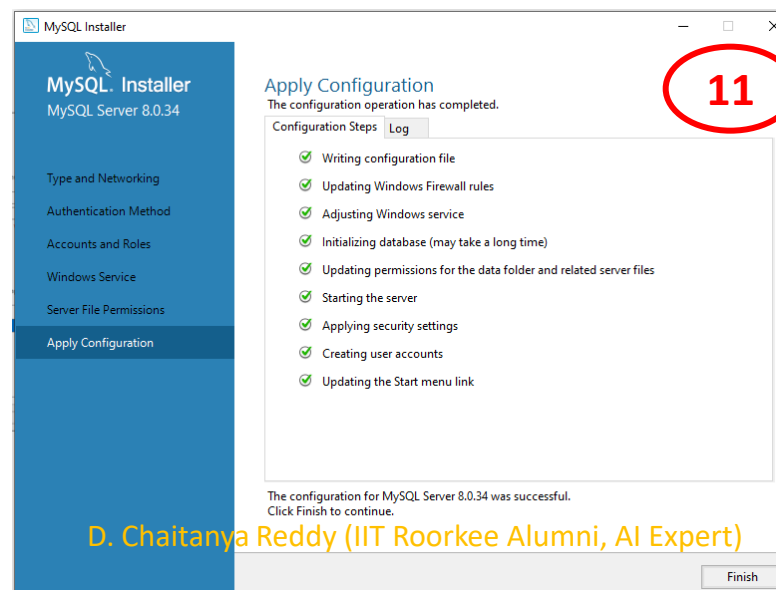 MySQL Installer
MySQL. Installer
MySQL Server 8.0.34
Type and Networking
Authentication Method
Accounts and Roles
Windows Service
Server File Permissions
Apply Configuration
Apply Configuration
The configuration operation has completed.
11
Configuration Steps
Log
Writing configuration file
Updating Windows Firewall rules
Adjusting Windows service
Initializing database (may take a long time)
Updating permissions for the data folder and related server files
Starting the server
Applying security settings
Creating user accounts
Updating the Start menu link
The configuration for MySQL Server 8.0.34 was successful.
Click Finish to continue.
D. Chaitanya Reddy (IIT Roorkee Alumni, AI Expert)
Finish